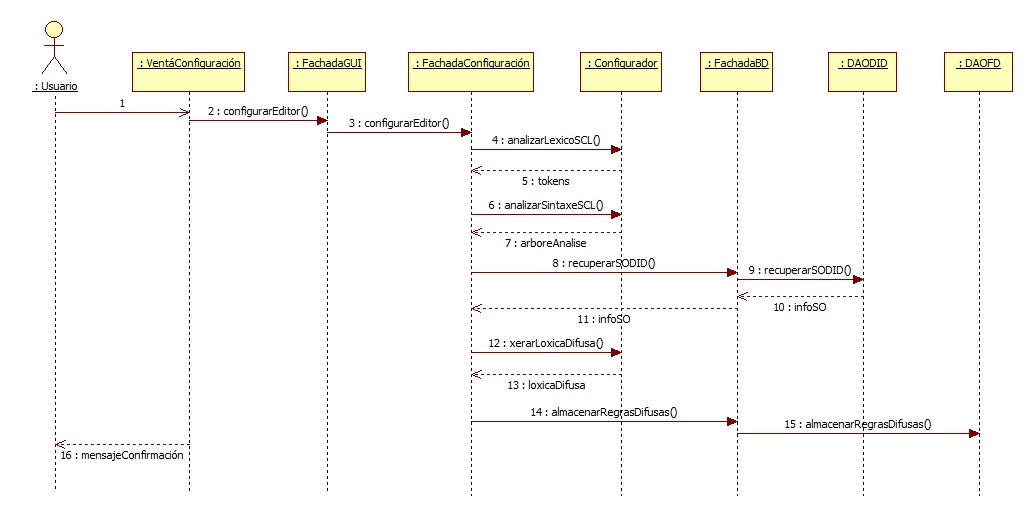 : Usuario
: VentáConfiguración
: FachadaGUI
: FachadaConfiguración
: Configurador
: FachadaBD
: DAODID
: DAOFD
1
2 : configurarEditor()
3 : configurarEditor()
4 : analizarLexicoSCL()
5 : tokens
6 : analizarSintaxeSCL()
7 : arboreAnalise
8 : recuperarSODID()
9 : recuperarSODID()
10 : infoSO
11 : infoSO
12 : xerarLoxicaDifusa()
13 : loxicaDifusa
14 : almacenarRegrasDifusas()
15 : almacenarRegrasDifusas()
16 : mensajeConfirmación